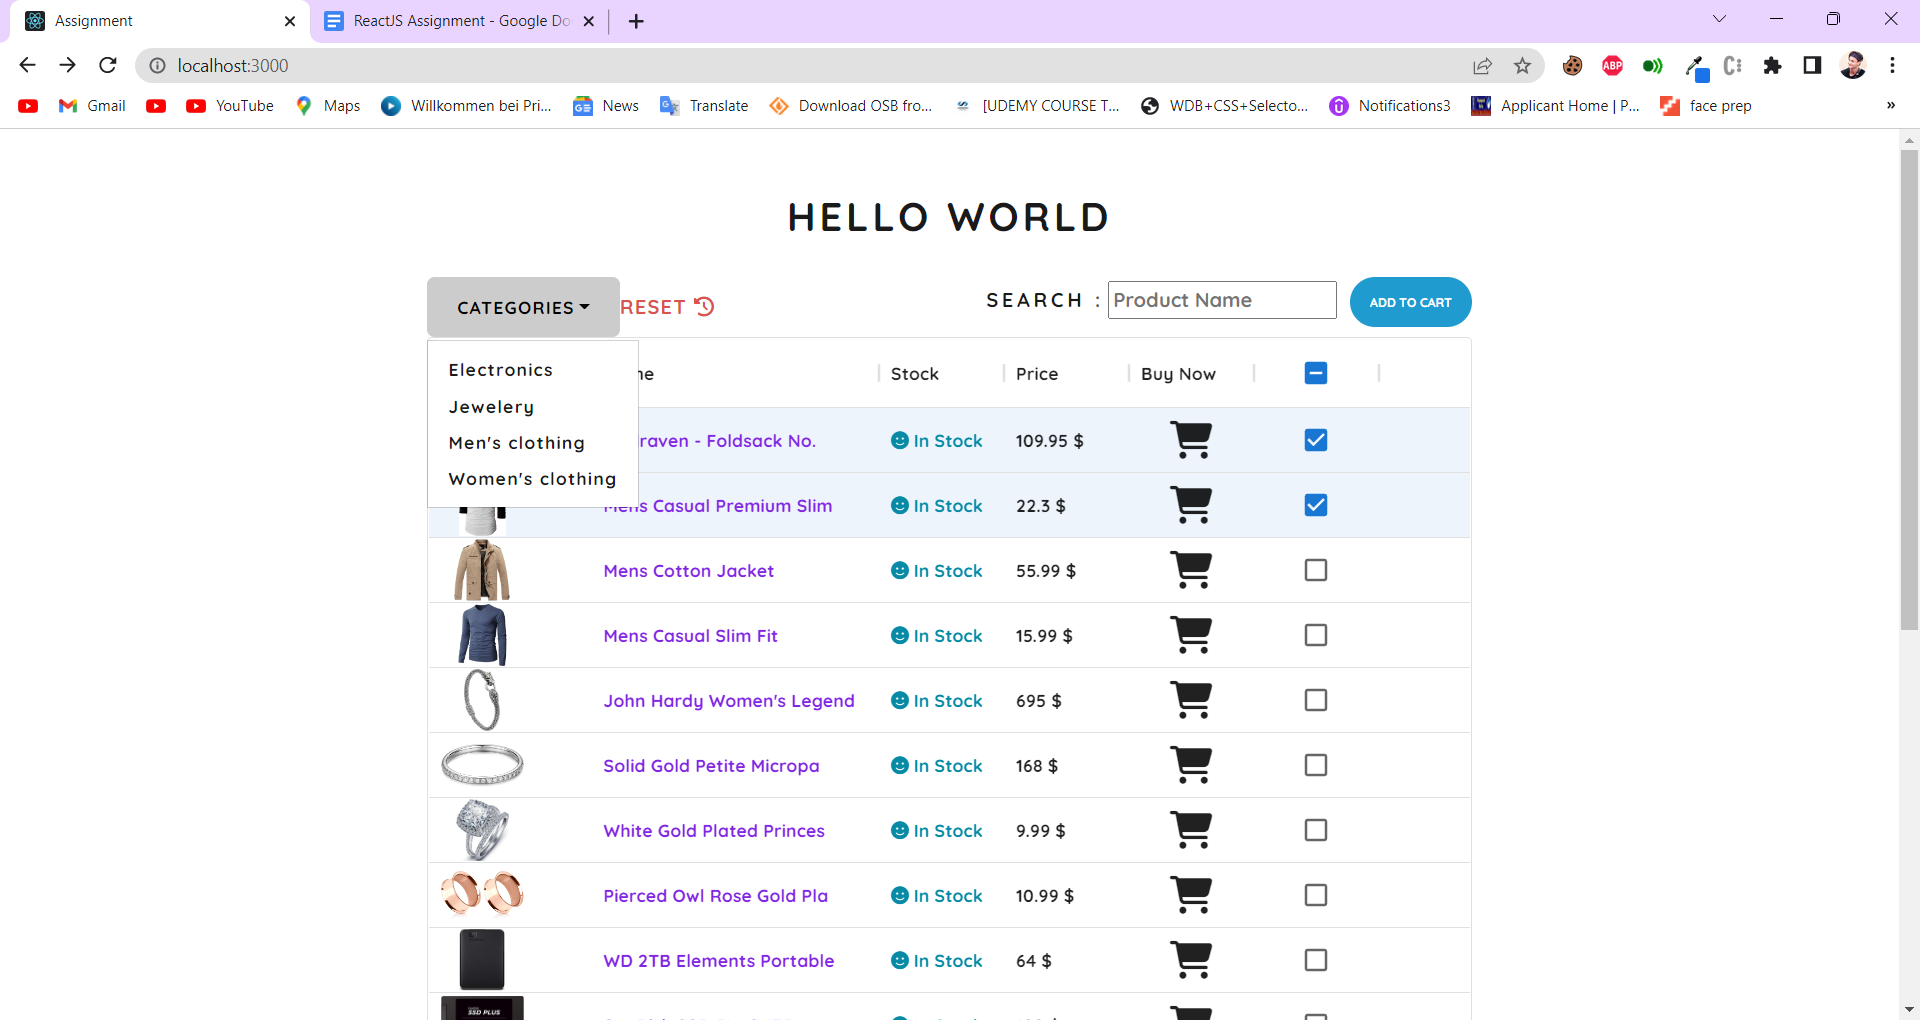 Assignment
ReactJS Assignment - Google Do
localhost:3000
Gmail
YouTube
Maps
Willkommen bei Pri...
News
Translate
Download OSB fro...
[UDEMY COURSE T...
WDB+CSS+Selecto...
Notifications3
Applicant Home | P...
face prep
»
ABP
HELLO WORLD
CATEGORIES RESET SEARCH : Product Name ADD TO CART
Electronics
Jewelery
Men's clothing
Women's clothing
ne Stock Price Buy Now
raven - Foldsack No. In Stock 109.95 $
Mens Casual Premium Slim In Stock 22.3 $
Mens Cotton Jacket In Stock 55.99 $
Mens Casual Slim Fit In Stock 15.99 $
John Hardy Women's Legend In Stock 695 $
Solid Gold Petite Micropa In Stock 168 $
White Gold Plated Princes In Stock 9.99 $
Pierced Owl Rose Gold Pla In Stock 10.99 $
WD 2TB Elements Portable In Stock 64 $
SSD PLUS